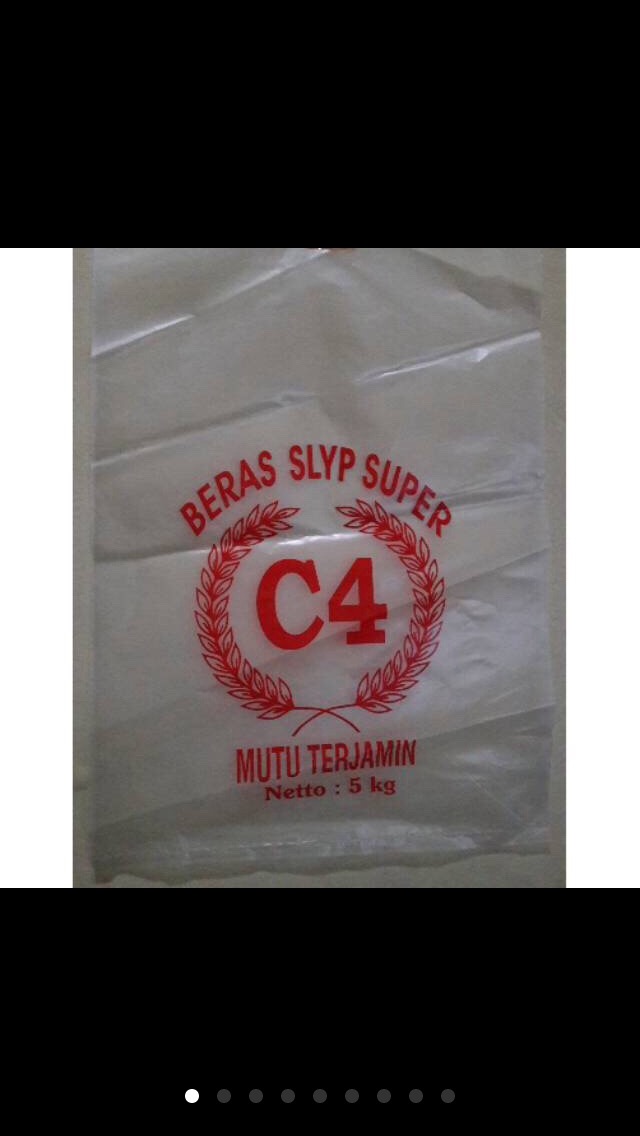 BERAS SLYP SUPER
C4
MUTU TERJAMIN
Netto : 5 kg